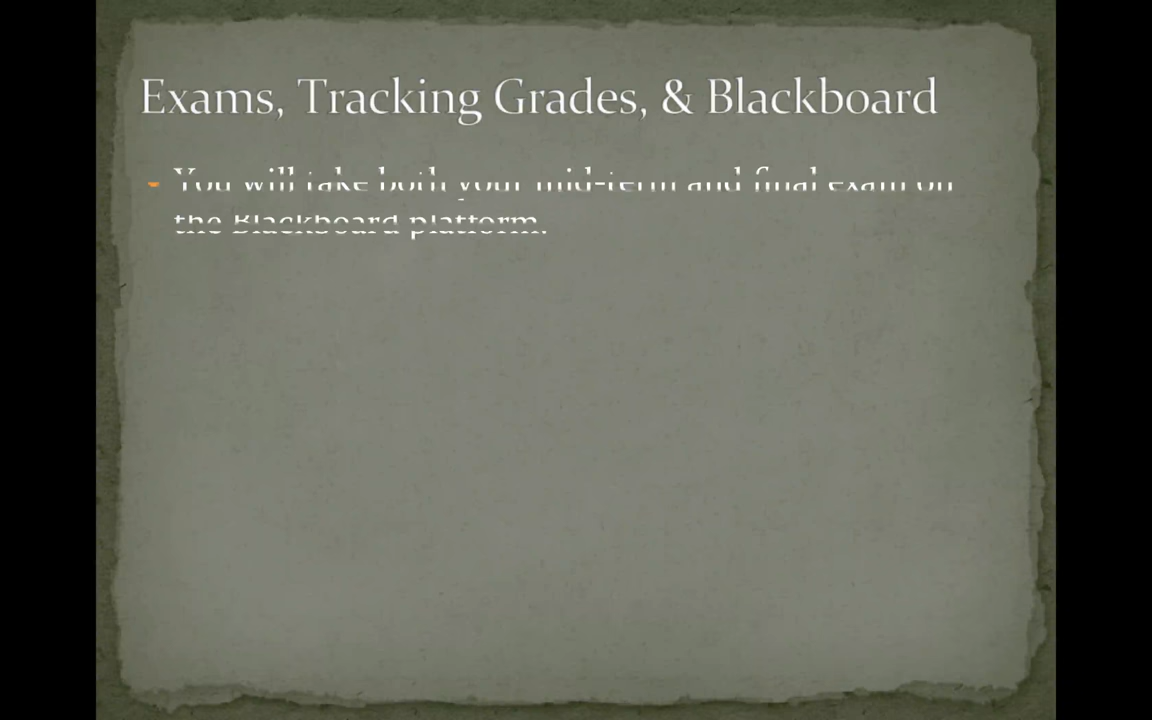 Exams, Tracking Grades, & Blackboard
You will take both your mid-term and final exam on
the Blackboard platform.